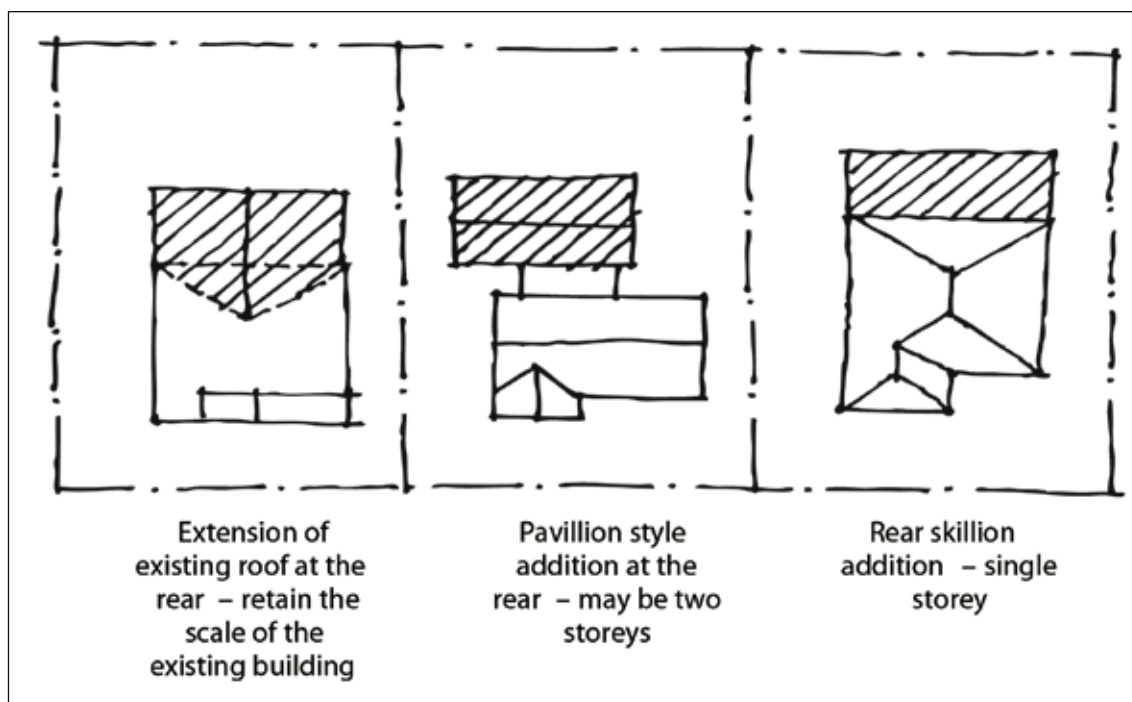 Extension of
existing roof at the
rear – retain the
scale of the
existing building
Pavillion style
addition at the
rear – may be two
storeys
Rear skillion
addition – single
storey